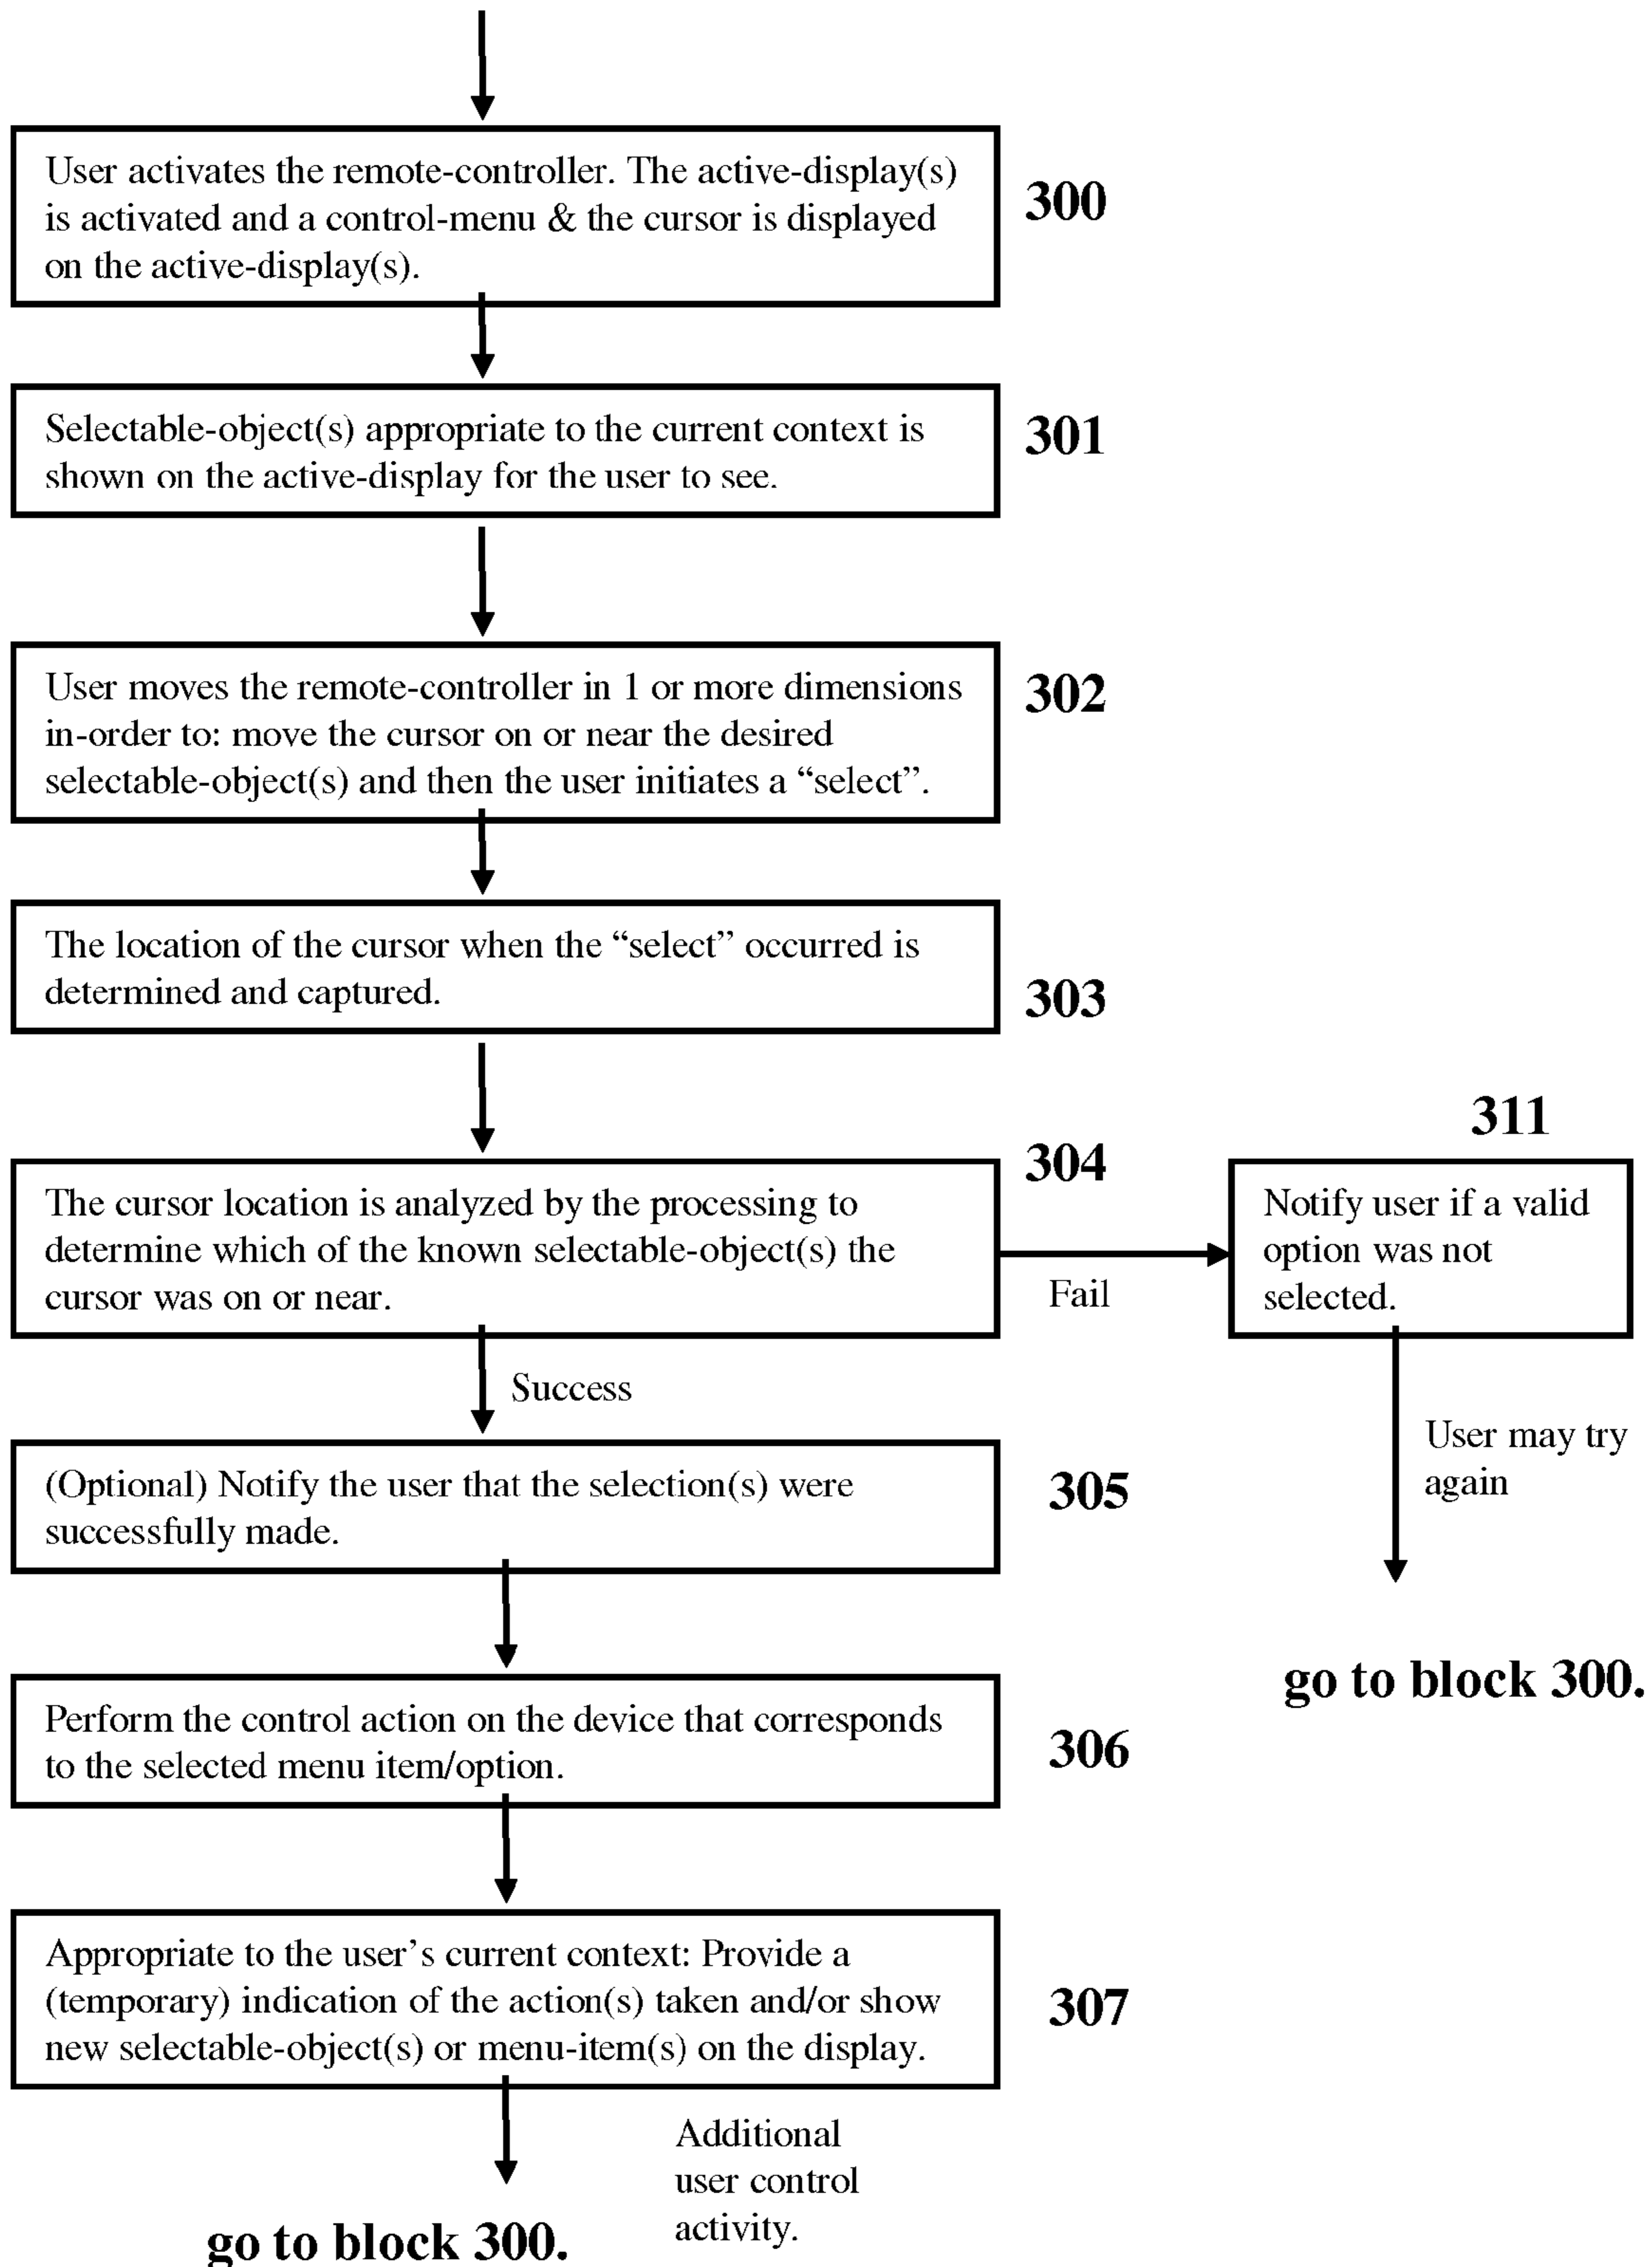 User activates the remote-controller. The active-display(s)
is activated and a control-menu & the cursor is displayed
on the active-display(s).
300
Selectable-object(s) appropriate to the current context is
shown on the active-display for the user to see.
301
User moves the remote-controller in 1 or more dimensions
in-order to: move the cursor on or near the desired
selectable-object(s) and then the user initiates a “select”.
302
The location of the cursor when the “select” occurred is
determined and captured.
303
The cursor location is analyzed by the processing to
determine which of the known selectable-object(s) the
cursor was on or near.
304
Fail
311
Notify user if a valid
option was not
selected.
User may try
again
go to block 300.
Success
(Optional) Notify the user that the selection(s) were
successfully made.
305
Perform the control action on the device that corresponds
to the selected menu item/option.
306
Appropriate to the user’s current context: Provide a
(temporary) indication of the action(s) taken and/or show
new selectable-object(s) or menu-item(s) on the display.
307
Additional
user control
activity.
go to block 300.